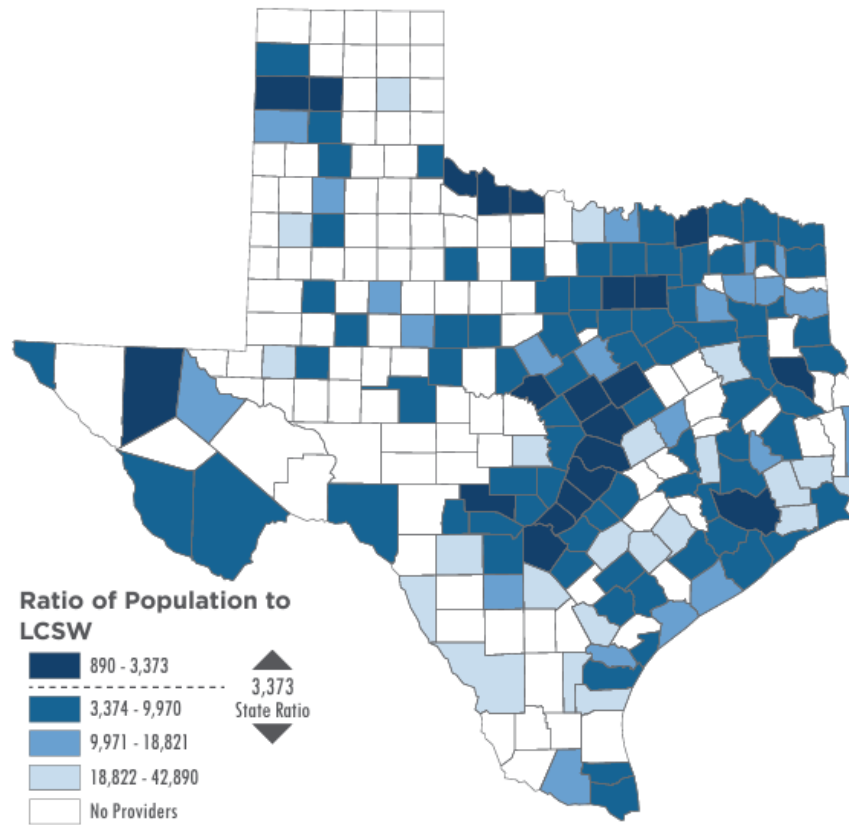 Ratio of Population to
LCSW
890 - 3,373
3,373
State Ratio
3,374 - 9,970
9,971 - 18,821
18,822 - 42,890
No Providers